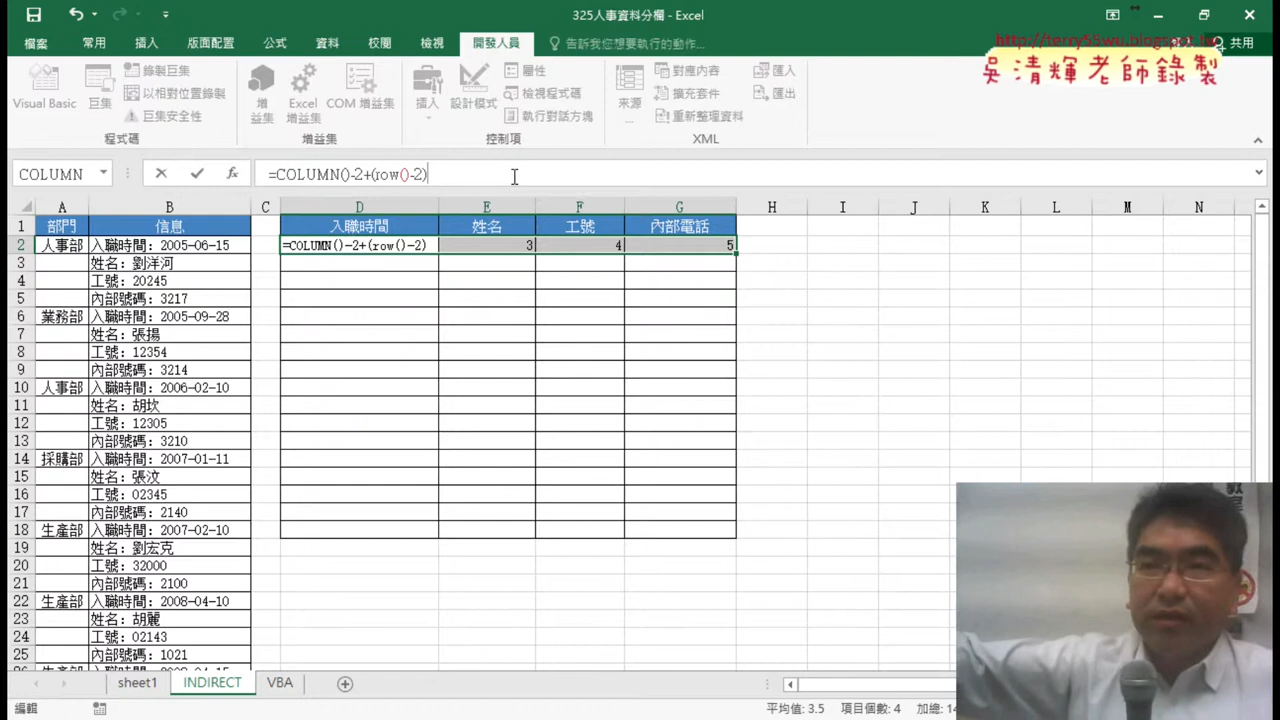 325人事資料分欄 - Excel
http://terry55wu.blogspot.tw
吳清輝老師錄製
檔案 常用 插入 版面配置 公式 資料 校閱 檢視 開發人員 告訴我您想要執行的動作... 共用
Visual Basic 巨集 錄製巨集 以相對位置錄製 巨集安全性 程式碼
增益集 Excel 增益集 COM 增益集 增益集
插入 設計模式 屬性 檢視程式碼 執行對話方塊 控制項
來源 對應內容 擴充套件 重新整理資料 匯入 匯出 XML
COLUMN =COLUMN()-2+(row()-2)
A B C D E F G H I J K L M N
1 部門 信息 入職時間 姓名 工號 內部電話
2 人事部 入職時間: 2005-06-15 =COLUMN()-2+(row()-2) 3 4 5
3 姓名: 劉洋河
4 工號: 20245
5 內部號碼: 3217
6 業務部 入職時間: 2005-09-28
7 姓名: 張揚
8 工號: 12354
9 內部號碼: 3214
10 人事部 入職時間: 2006-02-10
11 姓名: 胡坎
12 工號: 12305
13 內部號碼: 3210
14 採購部 入職時間: 2007-01-11
15 姓名: 張汶
16 工號: 02345
17 內部號碼: 2140
18 生產部 入職時間: 2007-02-10
19 姓名: 劉宏克
20 工號: 32000
21 內部號碼: 2100
22 生產部 入職時間: 2008-04-10
23 姓名: 胡麗
24 工號: 02143
25 內部號碼: 1021
sheet1 INDIRECT VBA
編輯 平均值: 3.5 項目個數: 4 加總: